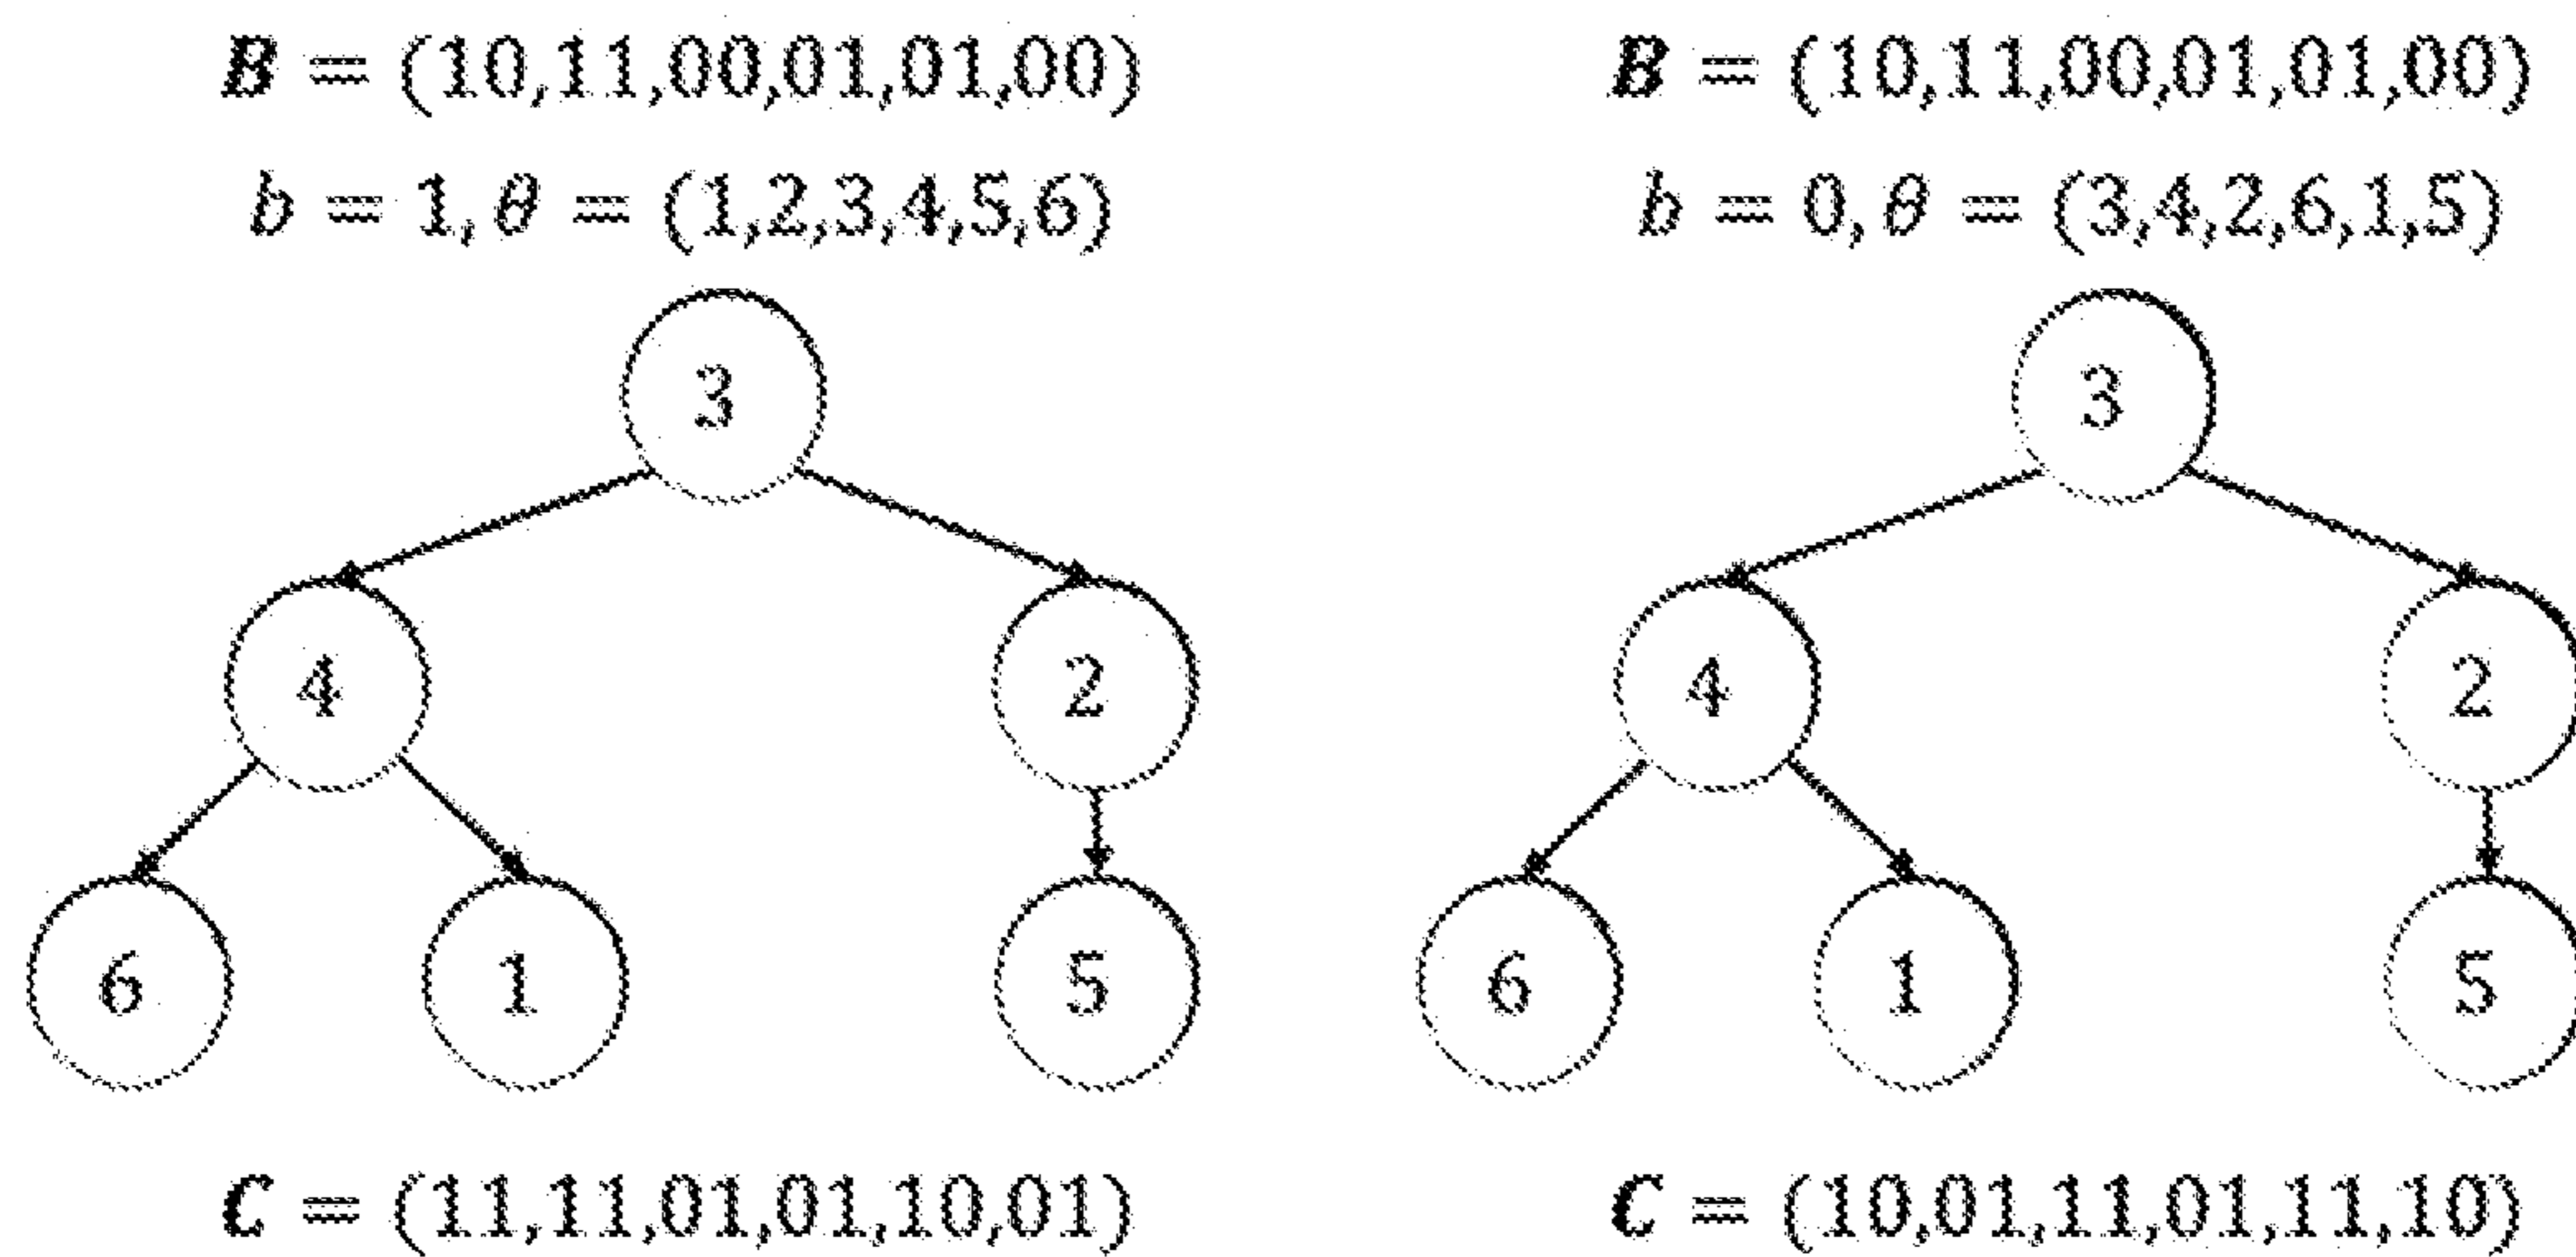 B = (10,11,00,01,01,00)
b = 1, θ = (1,2,3,4,5,6)
3
4
2
6
1
5
C = (11,11,01,01,10,01)
B = (10,11,00,01,01,00)
b = 0, θ = (3,4,2,6,1,5)
3
4
2
6
1
5
C = (10,01,11,01,11,10)